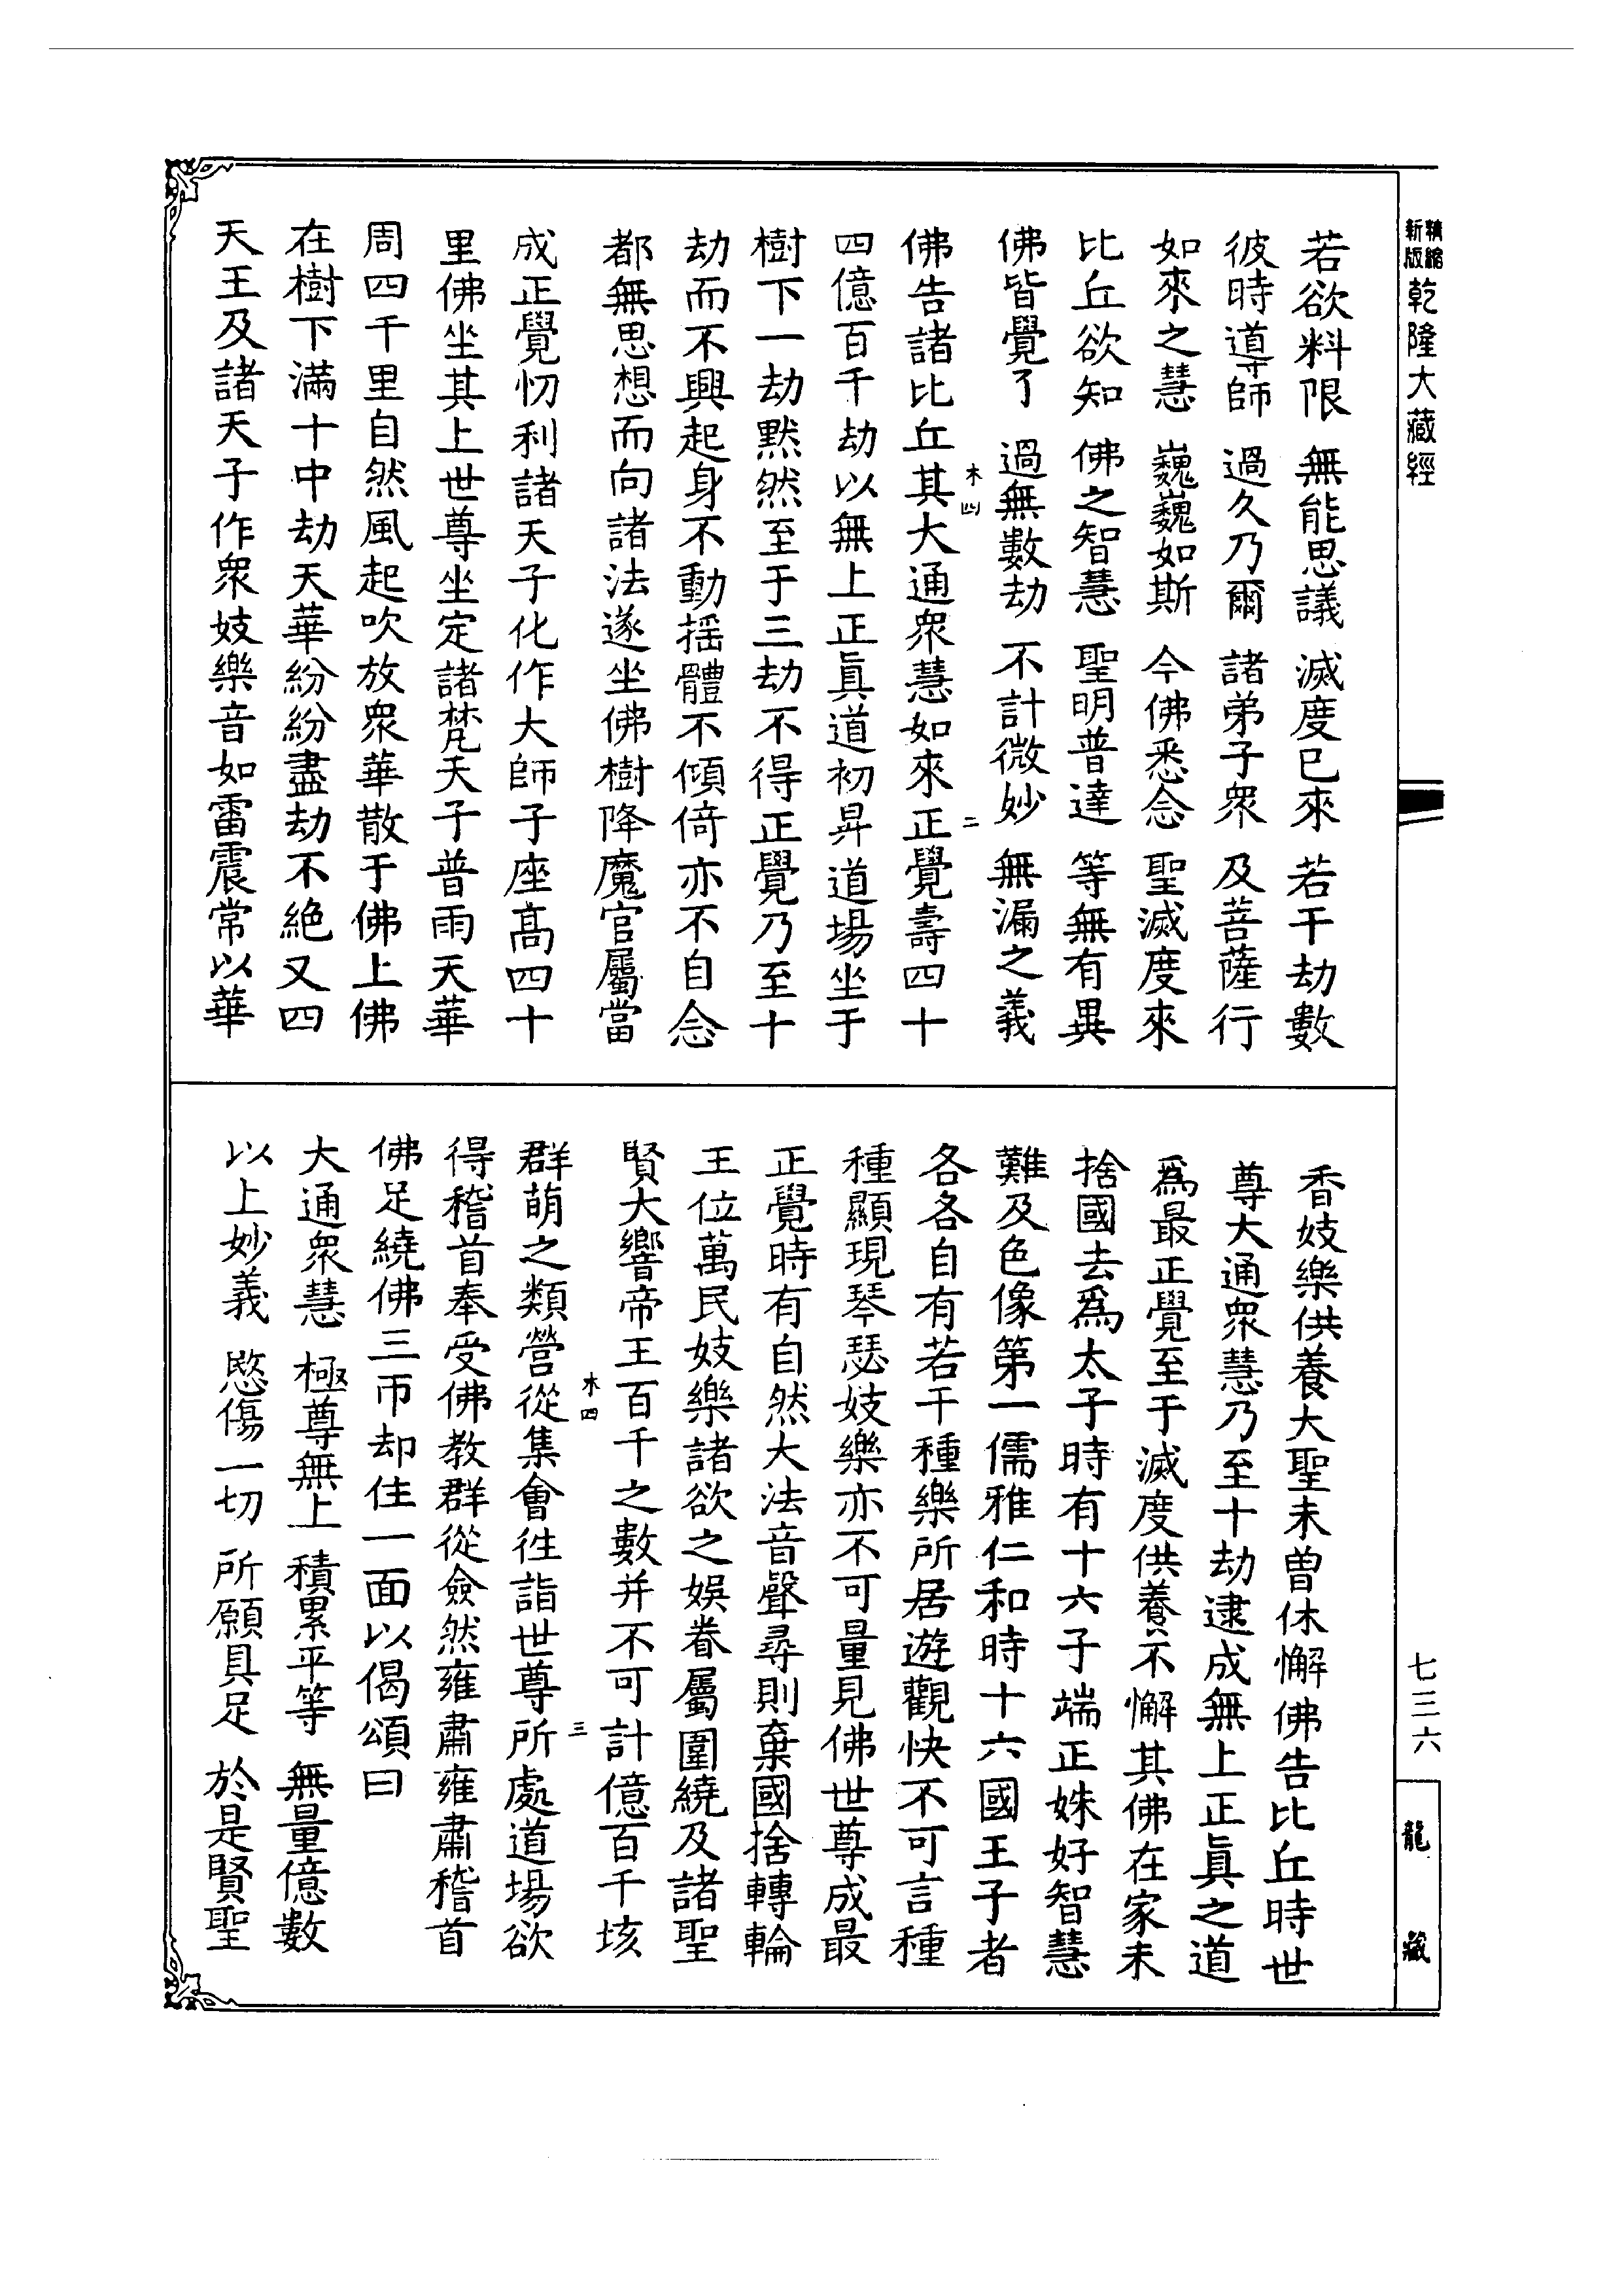 新版精縮乾隆大藏經
若欲料限 無能思議 滅度已來 若干劫數
彼時導師 過久乃爾 諸弟子衆 及菩薩行
如來之慧 巍巍如斯 今佛悉念 聖滅度來
比丘欲知 佛之智慧 聖明普達 等無有異
佛皆覺了 過無數劫 不計微妙 無漏之義
木四
二
佛告諸比丘其大通衆慧如來正覺壽四十
四億百千劫以無上正眞道初昇道場坐于
樹下一劫默然至于三劫不得正覺乃至十
劫而不興起身不動揺體不傾倚亦不自念
都無思想而向諸法遂坐佛樹降魔官屬當
成正覺忉利諸天子化作大師子座髙四十
里佛坐其上世尊坐定諸梵天子普雨天華
周四千里自然風起吹放衆華散于佛上佛
在樹下滿十中劫天華紛紛盡劫不絶又四
天王及諸天子作衆妓樂音如雷震常以華
香妓樂供養大聖未曽休懈佛告比丘時世
尊大通衆慧乃至十劫逮成無上正眞之道
爲最正覺至于滅度供養不懈其佛在家未
捨國去爲太子時有十六子端正姝好智慧
難及色像第一儒雅仁和時十六國王子者
各各自有若干種樂所居遊觀快不可言種
種顯現琴瑟妓樂亦不可量見佛世尊成最
正覺時有自然大法音聲尋則棄國捨轉輪
王位萬民妓樂諸欲之娯眷屬圍繞及諸聖
賢大響帝王百千之數并不可計億百千垓
木四
三
群萌之類營從集會徃詣世尊所處道場欲
得稽首奉受佛教群從僉然雍肅雍肅稽首
佛足繞佛三帀却住一面以偈頌曰
大通衆慧 極尊無上 積累平等 無量億數
以上妙義 愍傷一切 所願具足 於是賢聖
七三六
龍藏